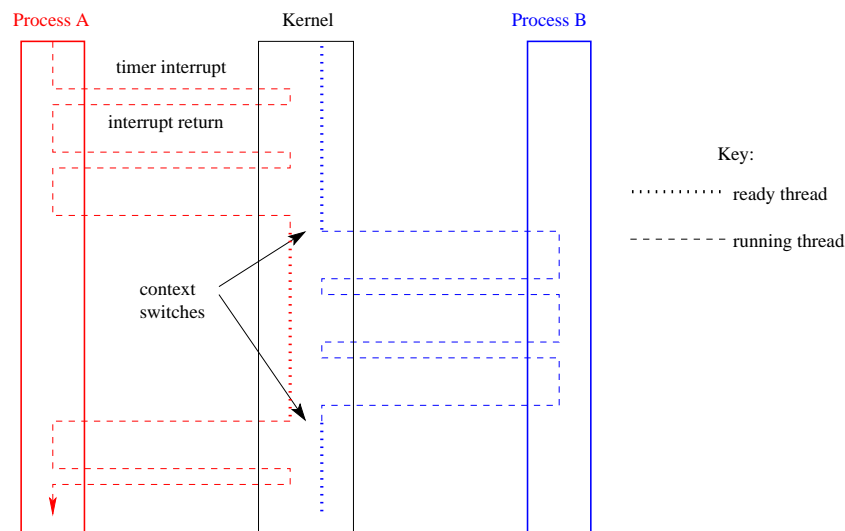 Process A
Kernel
Process B
timer interrupt
interrupt return
context
switches
Key:
ready thread
running thread